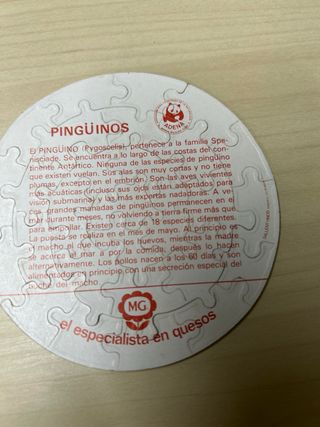 PINGÜINOS
ADENA
El PINGÜINO (Pygoscelis), pertenece a la familia Spe-
nisciade. Se encuentra a lo largo de las costas del con-
tinente Antártico. Ninguna de las especies de pingüino
que existen vuelan. Sus alas son muy cortas y no tiene
plumas, excepto en el embrión. Son las aves vivientes
más acuáticas (incluso sus ojos están adaptados para
visión submarina) y las más expertas nadadoras. A ve-
ces grandes manadas de pingüinos permanecen en el
mar durante meses, no volviendo a tierra firme más que
para empollar. Existen cerca de 18 especies diferentes.
La puesta se realiza en el mes de mayo. Al principio es
el macho el que incuba los huevos, mientras la madre
se acerca al mar a por la comida, después lo hacen
alternativamente. Los pollos nacen a los 60 días y son
alimentados en principio con una secreción especial del
buche del macho
MG
el especialista en quesos